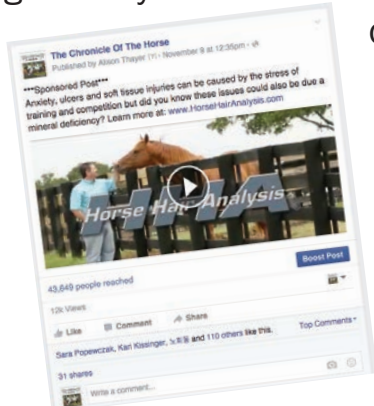 The Chronicle Of The Horse
Published by Alison Thayer [?] · November 9 at 12:35pm ·
***Sponsored Post***
Anxiety, ulcers and soft tissue injuries can be caused by the stress of
training and competition but did you know these issues could also be due a
mineral deficiency? Learn more at: www.HorseHairAnalysis.com
HHA
Horse Hair Analysis
Boost Post
43,649 people reached
12k Views
Like Comment Share
Sara Popewczak, Kari Kissinger, and 110 others like this.
Top Comments
31 shares
Write a comment...